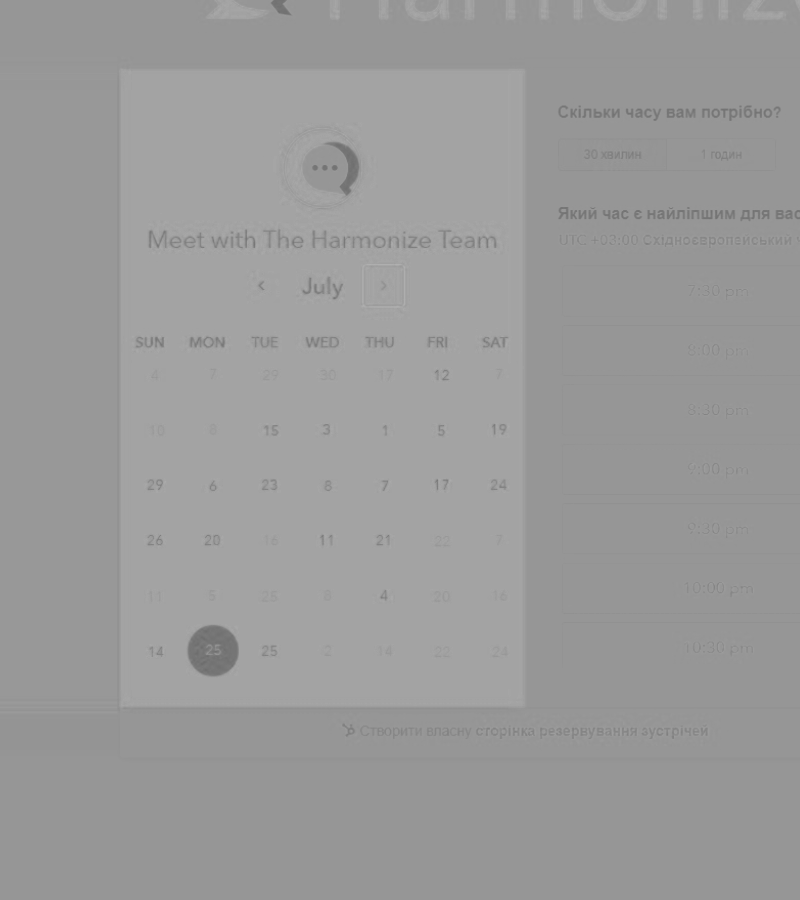 Harmonize
Meet with The Harmonize Team
July
SUN MON TUE WED THU FRI SAT
4 7 29 30 17 12 7
18 8 15 3 1 5 19
29 6 23 8 7 17 24
26 20 16 11 21 22 7
11 5 25 8 4 20 16
14 25 25 2 14 22 24
Скільки часу вам потрібно?
30 хвилин 1 годин
Який час є найліпшим для вас
UTC +03:00 Східноєвропейський
7:30 pm
8:00 pm
8:30 pm
9:00 pm
9:30 pm
10:00 pm
10:30 pm
Створити власну сторінка резервування зустрічей